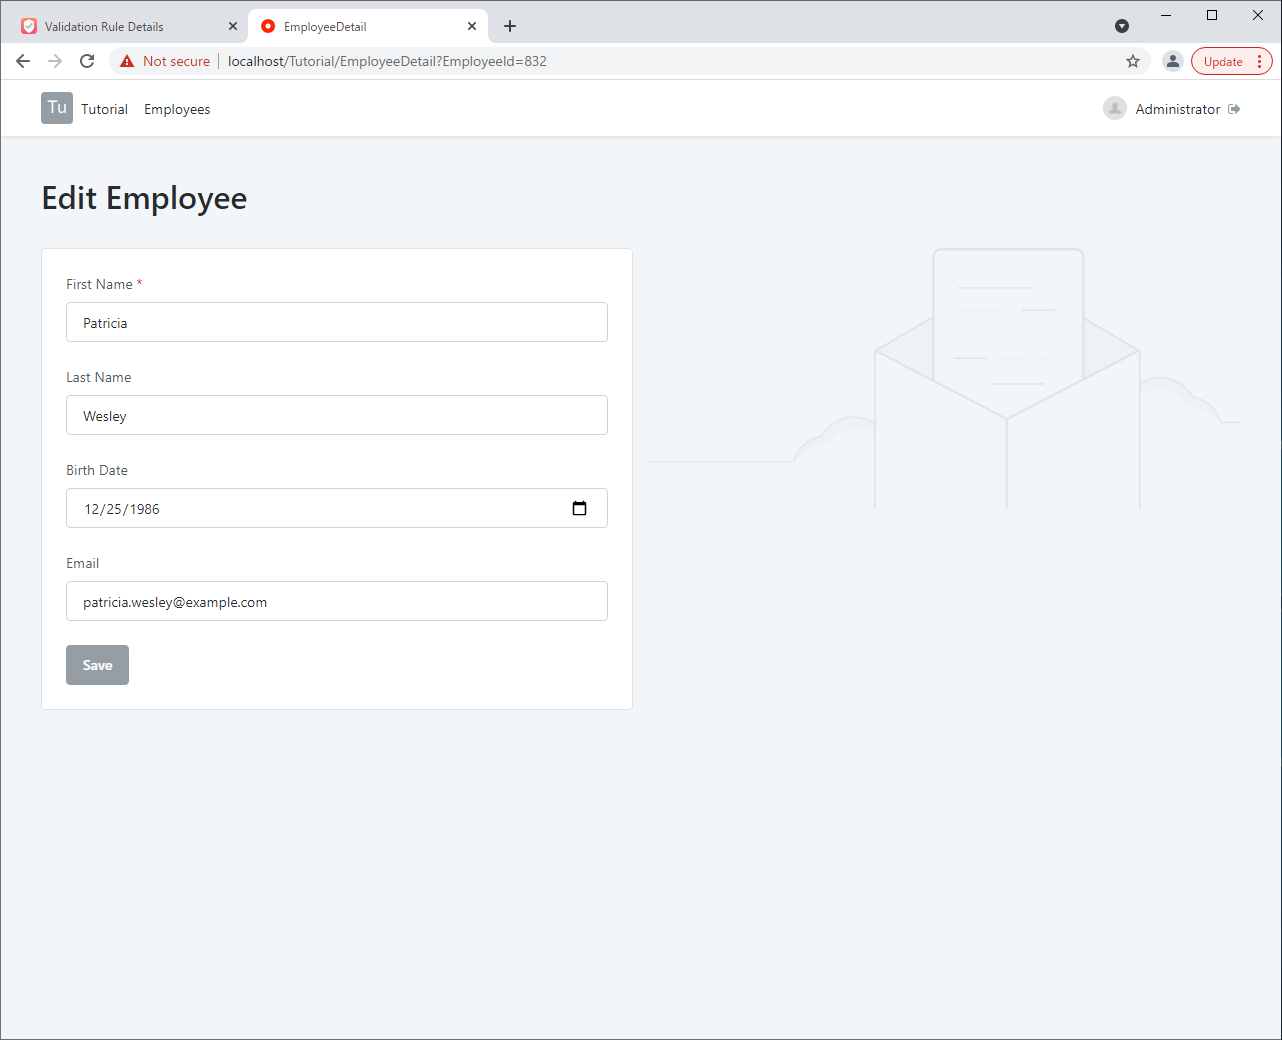 Validation Rule Details
EmployeeDetail
Not secure
localhost/Tutorial/EmployeeDetail?EmployeeId=832
Update
Tu
Tutorial
Employees
Administrator
Edit Employee
First Name *
Patricia
Last Name
Wesley
Birth Date
12/25/1986
Email
patricia.wesley@example.com
Save